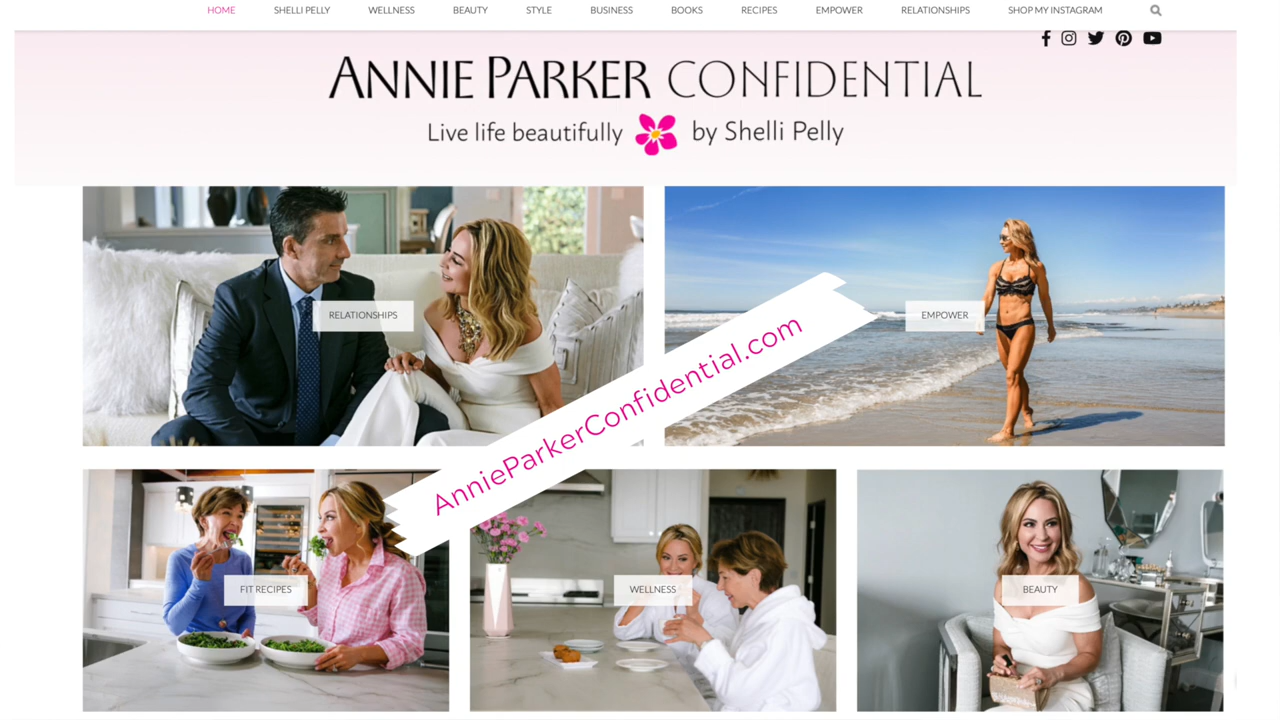 HOME SHELLI PELLY WELLNESS BEAUTY STYLE BUSINESS BOOKS RECIPES EMPOWER RELATIONSHIPS SHOP MY INSTAGRAM
ANNIE PARKER CONFIDENTIAL
Live life beautifully by Shelli Pelly
RELATIONSHIPS
EMPOWER
AnnieParkerConfidential.com
FIT RECIPES
WELLNESS
BEAUTY